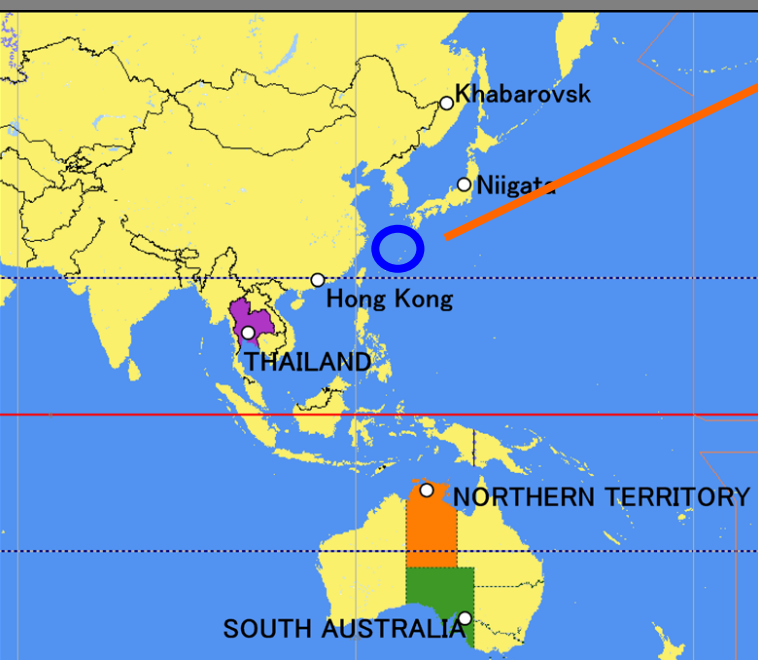 Khabarovsk
Niigata
Hong Kong
THAILAND
NORTHERN TERRITORY
SOUTH AUSTRALIA